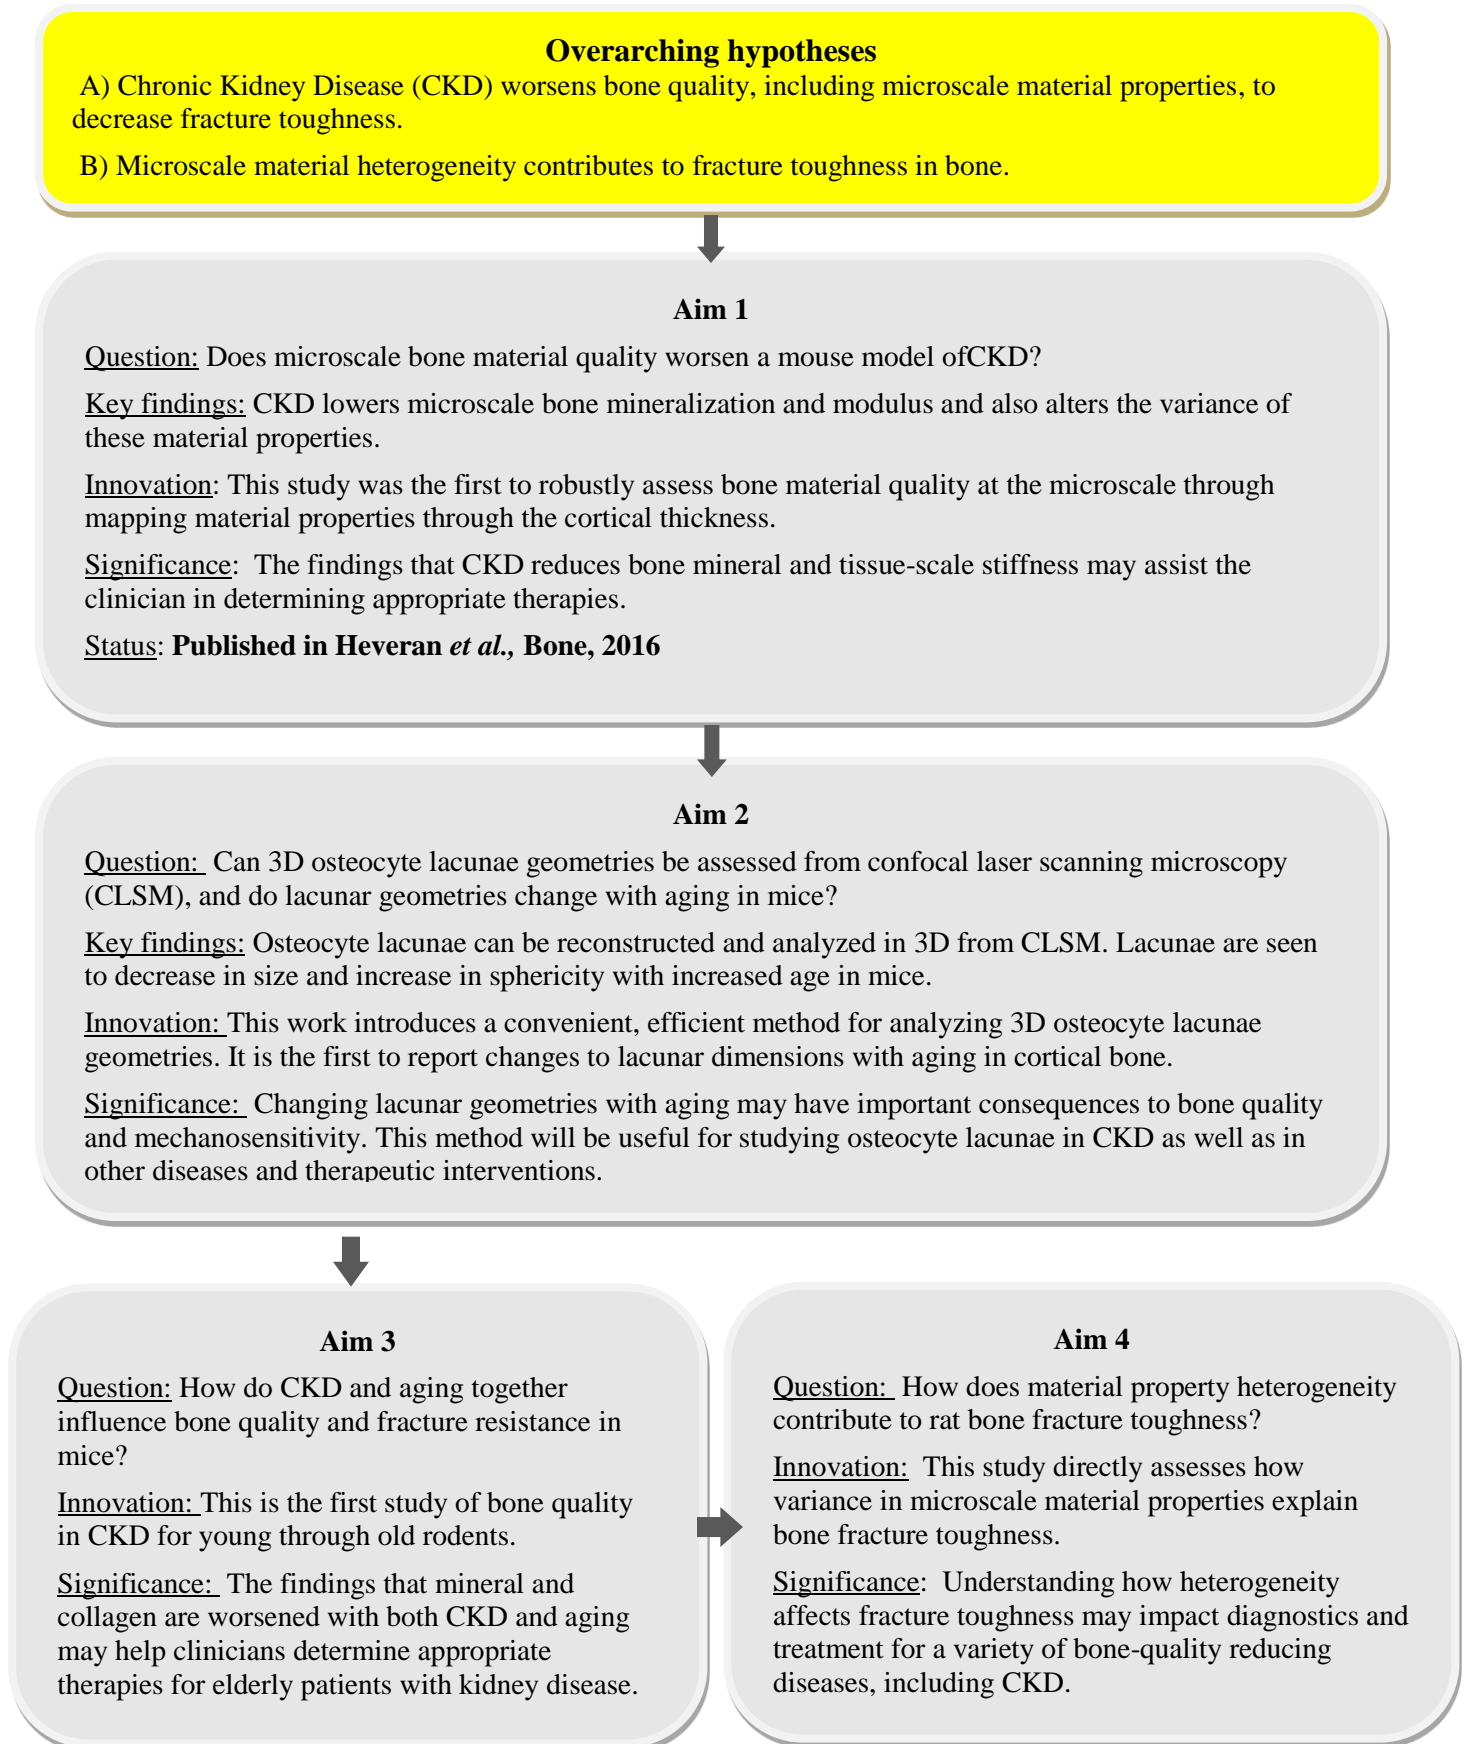 Overarching hypotheses
A) Chronic Kidney Disease (CKD) worsens bone quality, including microscale material properties, to
decrease fracture toughness.
B) Microscale material heterogeneity contributes to fracture toughness in bone.
Aim 1
Question: Does microscale bone material quality worsen a mouse model ofCKD?
Key findings: CKD lowers microscale bone mineralization and modulus and also alters the variance of
these material properties.
Innovation: This study was the first to robustly assess bone material quality at the microscale through
mapping material properties through the cortical thickness.
Significance: The findings that CKD reduces bone mineral and tissue-scale stiffness may assist the
clinician in determining appropriate therapies.
Status: Published in Heveran et al., Bone, 2016
Aim 2
Question: Can 3D osteocyte lacunae geometries be assessed from confocal laser scanning microscopy
(CLSM), and do lacunar geometries change with aging in mice?
Key findings: Osteocyte lacunae can be reconstructed and analyzed in 3D from CLSM. Lacunae are seen
to decrease in size and increase in sphericity with increased age in mice.
Innovation: This work introduces a convenient, efficient method for analyzing 3D osteocyte lacunae
geometries. It is the first to report changes to lacunar dimensions with aging in cortical bone.
Significance: Changing lacunar geometries with aging may have important consequences to bone quality
and mechanosensitivity. This method will be useful for studying osteocyte lacunae in CKD as well as in
other diseases and therapeutic interventions.
Aim 3
Question: How do CKD and aging together
influence bone quality and fracture resistance in
mice?
Innovation: This is the first study of bone quality
in CKD for young through old rodents.
Significance: The findings that mineral and
collagen are worsened with both CKD and aging
may help clinicians determine appropriate
therapies for elderly patients with kidney disease.
Aim 4
Question: How does material property heterogeneity
contribute to rat bone fracture toughness?
Innovation: This study directly assesses how
variance in microscale material properties explain
bone fracture toughness.
Significance: Understanding how heterogeneity
affects fracture toughness may impact diagnostics and
treatment for a variety of bone-quality reducing
diseases, including CKD.